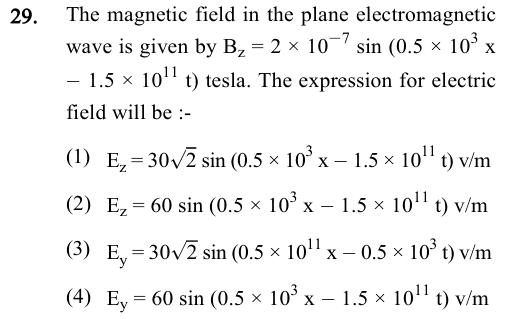 29. The magnetic field in the plane electromagnetic
wave is given by B_z = 2 × 10^−7 sin (0.5 × 10^3 x
− 1.5 × 10^11 t) tesla. The expression for electric
field will be :-
(1) E_z = 30√2 sin (0.5 × 10^3 x − 1.5 × 10^11 t) v/m
(2) E_z = 60 sin (0.5 × 10^3 x − 1.5 × 10^11 t) v/m
(3) E_y = 30√2 sin (0.5 × 10^11 x − 0.5 × 10^3 t) v/m
(4) E_y = 60 sin (0.5 × 10^3 x − 1.5 × 10^11 t) v/m